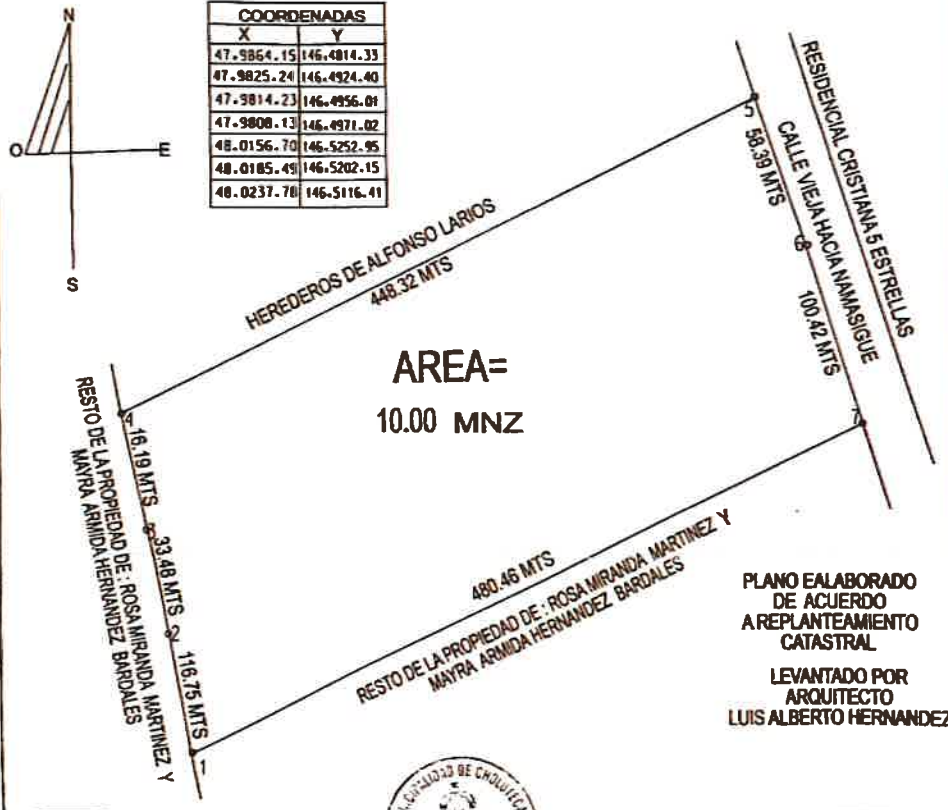 N
O
E
S
COORDENADAS
X Y
47.9864.15 146.4814.33
47.9825.24 146.4924.40
47.9814.23 146.4956.01
47.9808.13 146.4971.02
48.0156.70 146.5252.95
48.0185.49 146.5202.15
48.0237.78 146.5116.41
HEREDEROS DE ALFONSO LARIOS
448.32 MTS
5
58.39 MTS
6
100.42 MTS
7
CALLE VIEJA HACIA NAMASIGUE
RESIDENCIAL CRISTIANA 5 ESTRELLAS
AREA=
10.00 MNZ
4
16.19 MTS
3
33.48 MTS
2
116.75 MTS
1
RESTO DE LA PROPIEDAD DE : ROSA MIRANDA MARTINEZ Y
MAYRA ARMIDA HERNANDEZ BARDALES
480.46 MTS
RESTO DE LA PROPIEDAD DE : ROSA MIRANDA MARTINEZ Y
MAYRA ARMIDA HERNANDEZ BARDALES
PLANO EALABORADO
DE ACUERDO
A REPLANTEAMIENTO
CATASTRAL
LEVANTADO POR
ARQUITECTO
LUIS ALBERTO HERNANDEZ
DE CHOLUTECA